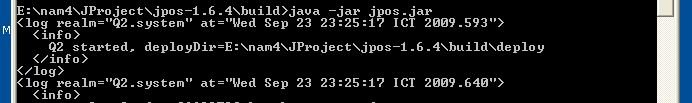 E:\nam4\JProject\jpos-1.6.4\build>java -jar jpos.jar
M
<log realm="Q2.system" at="Wed Sep 23 23:25:17 ICT 2009.593">
<info>
Q2 started, deployDir=E:\nam4\JProject\jpos-1.6.4\build\deploy
</info>
</log>
<log realm="Q2.system" at="Wed Sep 23 23:25:17 ICT 2009.640">
<info>